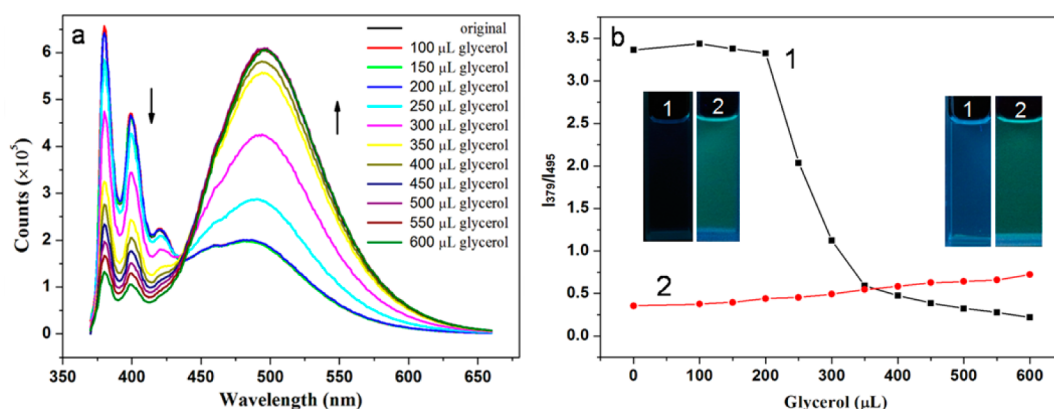 a
original
100 μL glycerol
150 μL glycerol
200 μL glycerol
250 μL glycerol
300 μL glycerol
350 μL glycerol
400 μL glycerol
450 μL glycerol
500 μL glycerol
550 μL glycerol
600 μL glycerol
Counts (×10⁵)
6
5
4
3
2
1
0
350 400 450 500 550 600 650
Wavelength (nm)
b
1
2
1 2
1 2
I₃₇₉/I₄₉₅
3.5
3.0
2.5
2.0
1.5
1.0
0.5
0.0
0 100 200 300 400 500 600
Glycerol (μL)